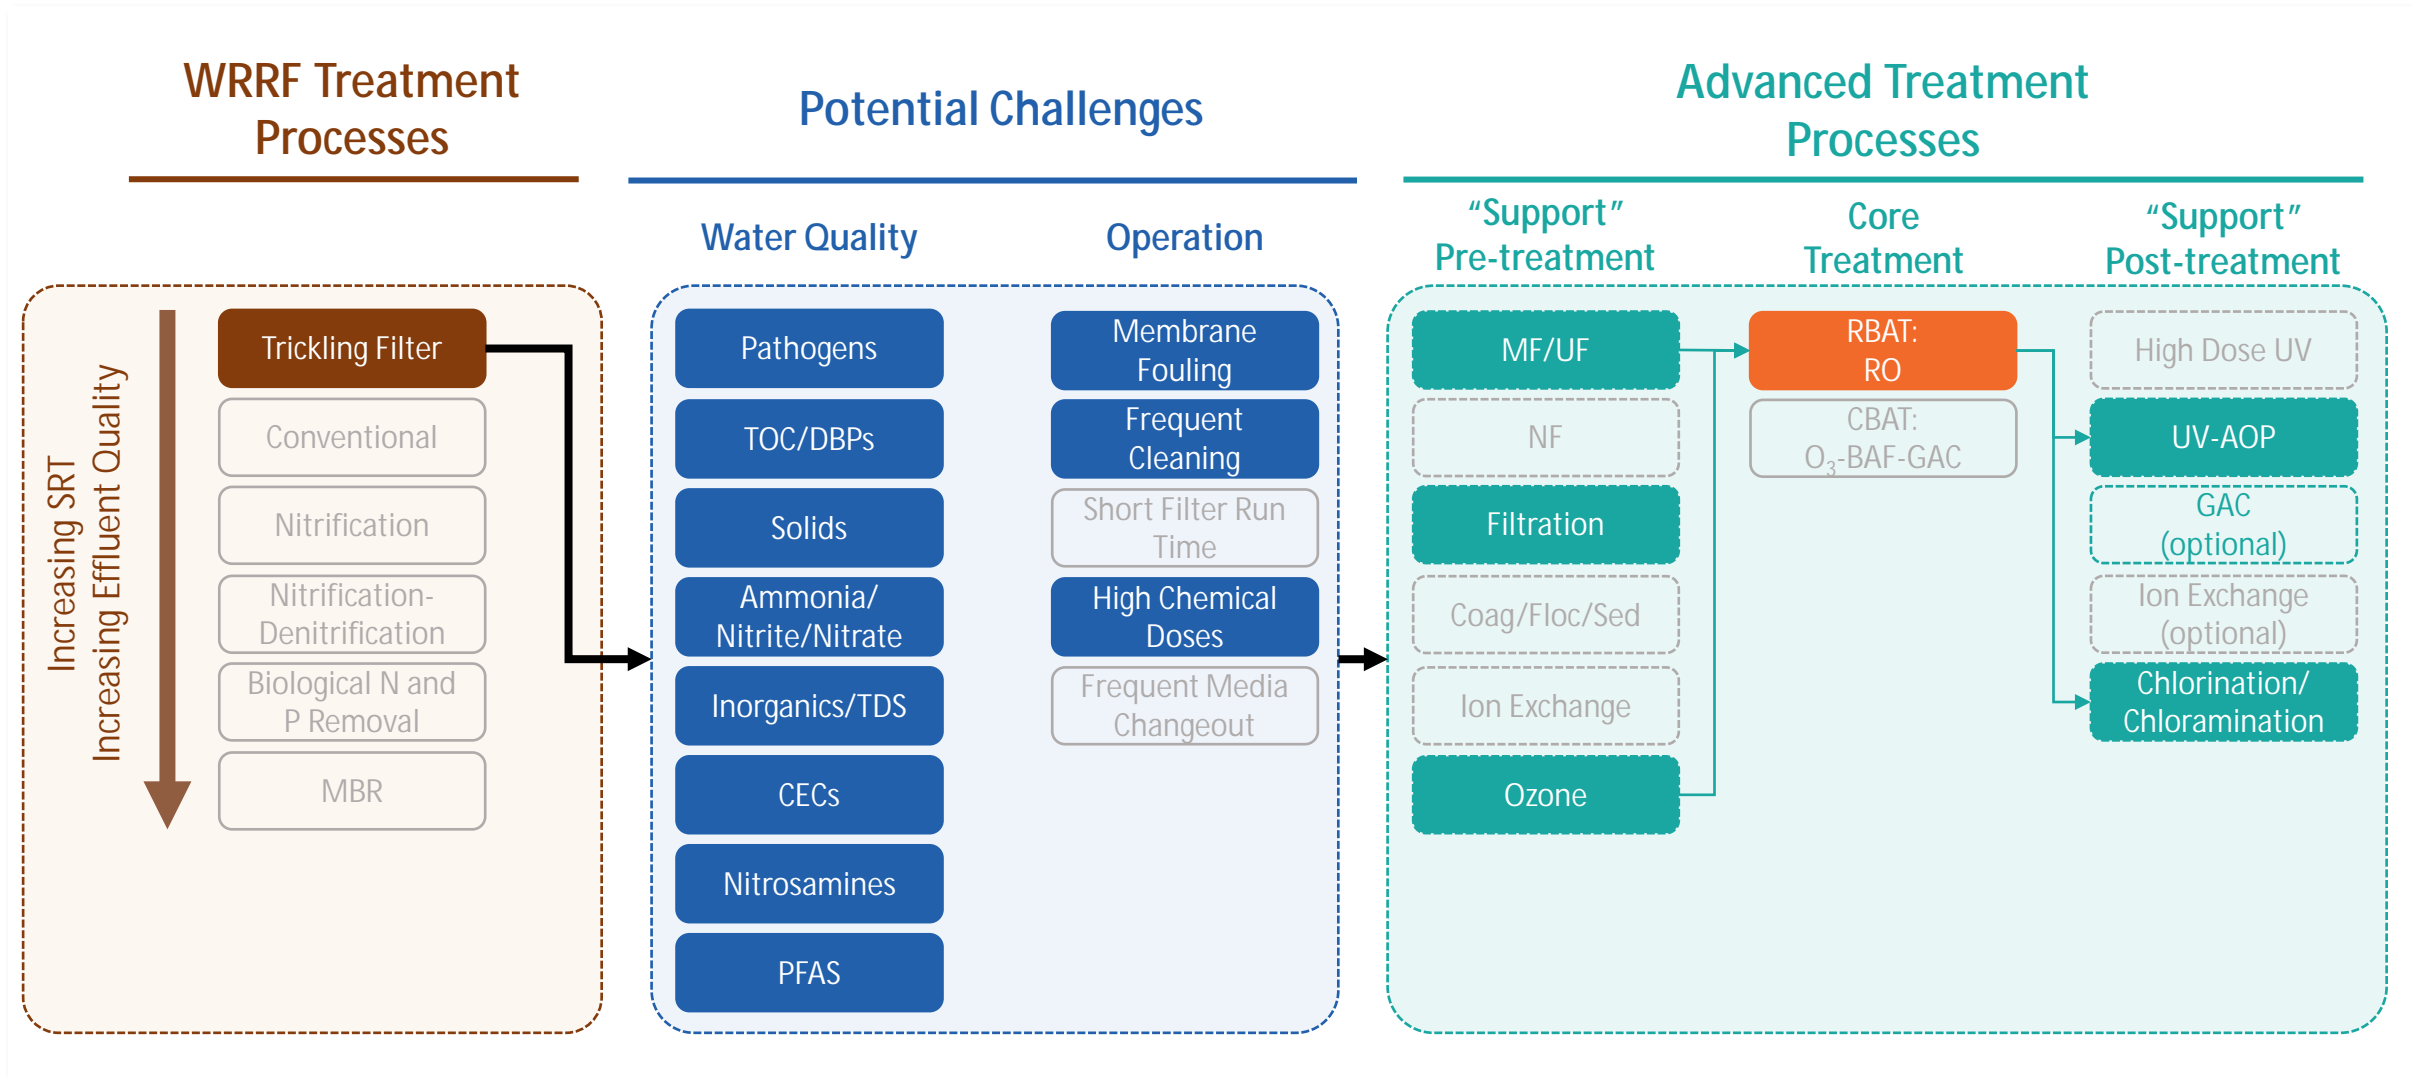 WRRF Treatment
Processes
Potential Challenges
Advanced Treatment
Processes
Water Quality
Operation
“Support”
Pre-treatment
Core
Treatment
“Support”
Post-treatment
Increasing SRT
Increasing Effluent Quality
Trickling Filter
Conventional
Nitrification
Nitrification-
Denitrification
Biological N and
P Removal
MBR
Pathogens
TOC/DBPs
Solids
Ammonia/
Nitrite/Nitrate
Inorganics/TDS
CECs
Nitrosamines
PFAS
Membrane
Fouling
Frequent
Cleaning
Short Filter Run
Time
High Chemical
Doses
Frequent Media
Changeout
MF/UF
NF
Filtration
Coag/Floc/Sed
Ion Exchange
Ozone
RBAT:
RO
CBAT:
O₃-BAF-GAC
High Dose UV
UV-AOP
GAC
(optional)
Ion Exchange
(optional)
Chlorination/
Chloramination